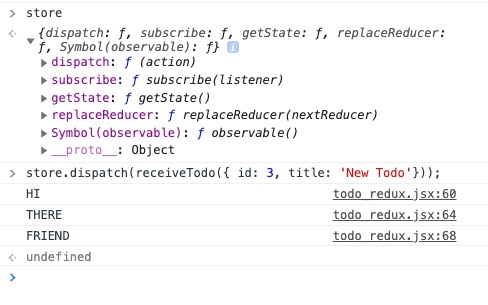 store
{dispatch: ƒ, subscribe: ƒ, getState: ƒ, replaceReducer:
ƒ, Symbol(observable): ƒ} i
dispatch: ƒ (action)
subscribe: ƒ subscribe(listener)
getState: ƒ getState()
replaceReducer: ƒ replaceReducer(nextReducer)
Symbol(observable): ƒ observable()
__proto__: Object
store.dispatch(receiveTodo({ id: 3, title: 'New Todo'}));
HI todo_redux.jsx:60
THERE todo_redux.jsx:64
FRIEND todo_redux.jsx:68
undefined